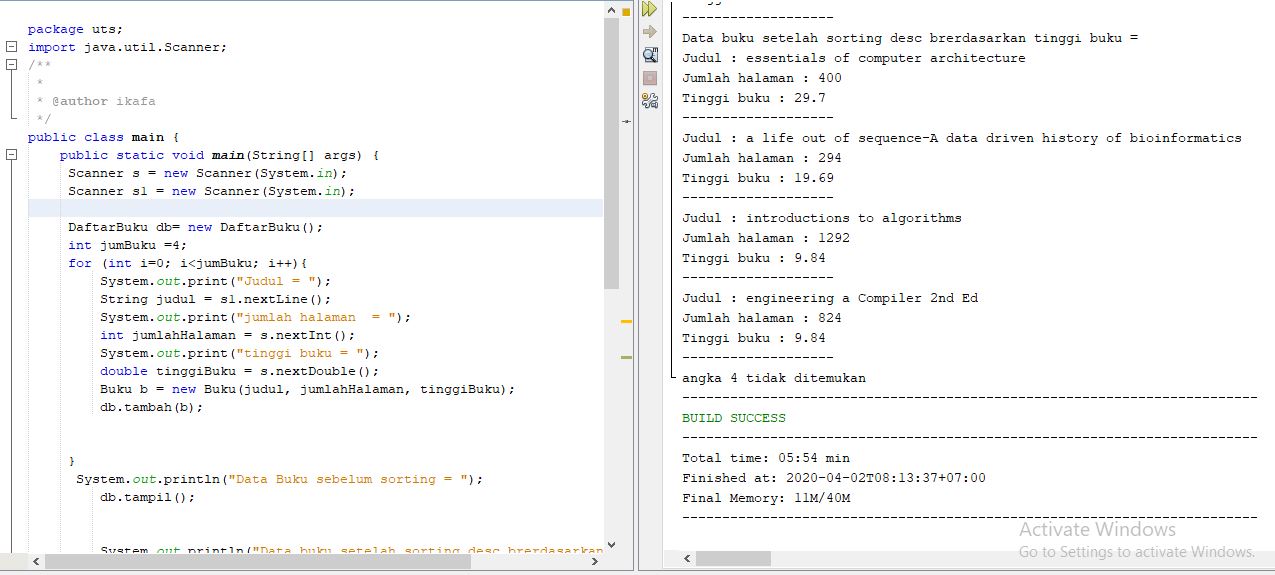 package uts;
import java.util.Scanner;
/**
*
* @author ikafa
*/
public class main {
public static void main(String[] args) {
Scanner s = new Scanner(System.in);
Scanner s1 = new Scanner(System.in);
DaftarBuku db= new DaftarBuku();
int jumBuku =4;
for (int i=0; i<jumBuku; i++){
System.out.print("Judul = ");
String judul = s1.nextLine();
System.out.print("jumlah halaman  = ");
int jumlahHalaman = s.nextInt();
System.out.print("tinggi buku = ");
double tinggiBuku = s.nextDouble();
Buku b = new Buku(judul, jumlahHalaman, tinggiBuku);
db.tambah(b);
}
System.out.println("Data Buku sebelum sorting = ");
db.tampil();
System.out.println("Data buku setelah sorting desc brerdasarkan
-------------------
Data buku setelah sorting desc brerdasarkan tinggi buku =
Judul : essentials of computer architecture
Jumlah halaman : 400
Tinggi buku : 29.7
-------------------
Judul : a life out of sequence-A data driven history of bioinformatics
Jumlah halaman : 294
Tinggi buku : 19.69
-------------------
Judul : introductions to algorithms
Jumlah halaman : 1292
Tinggi buku : 9.84
-------------------
Judul : engineering a Compiler 2nd Ed
Jumlah halaman : 824
Tinggi buku : 9.84
-------------------
angka 4 tidak ditemukan
------------------------------------------------------------------------
BUILD SUCCESS
------------------------------------------------------------------------
Total time: 05:54 min
Finished at: 2020-04-02T08:13:37+07:00
Final Memory: 11M/40M
------------------------------------------------------------------------
Activate Windows
Go to Settings to activate Windows.